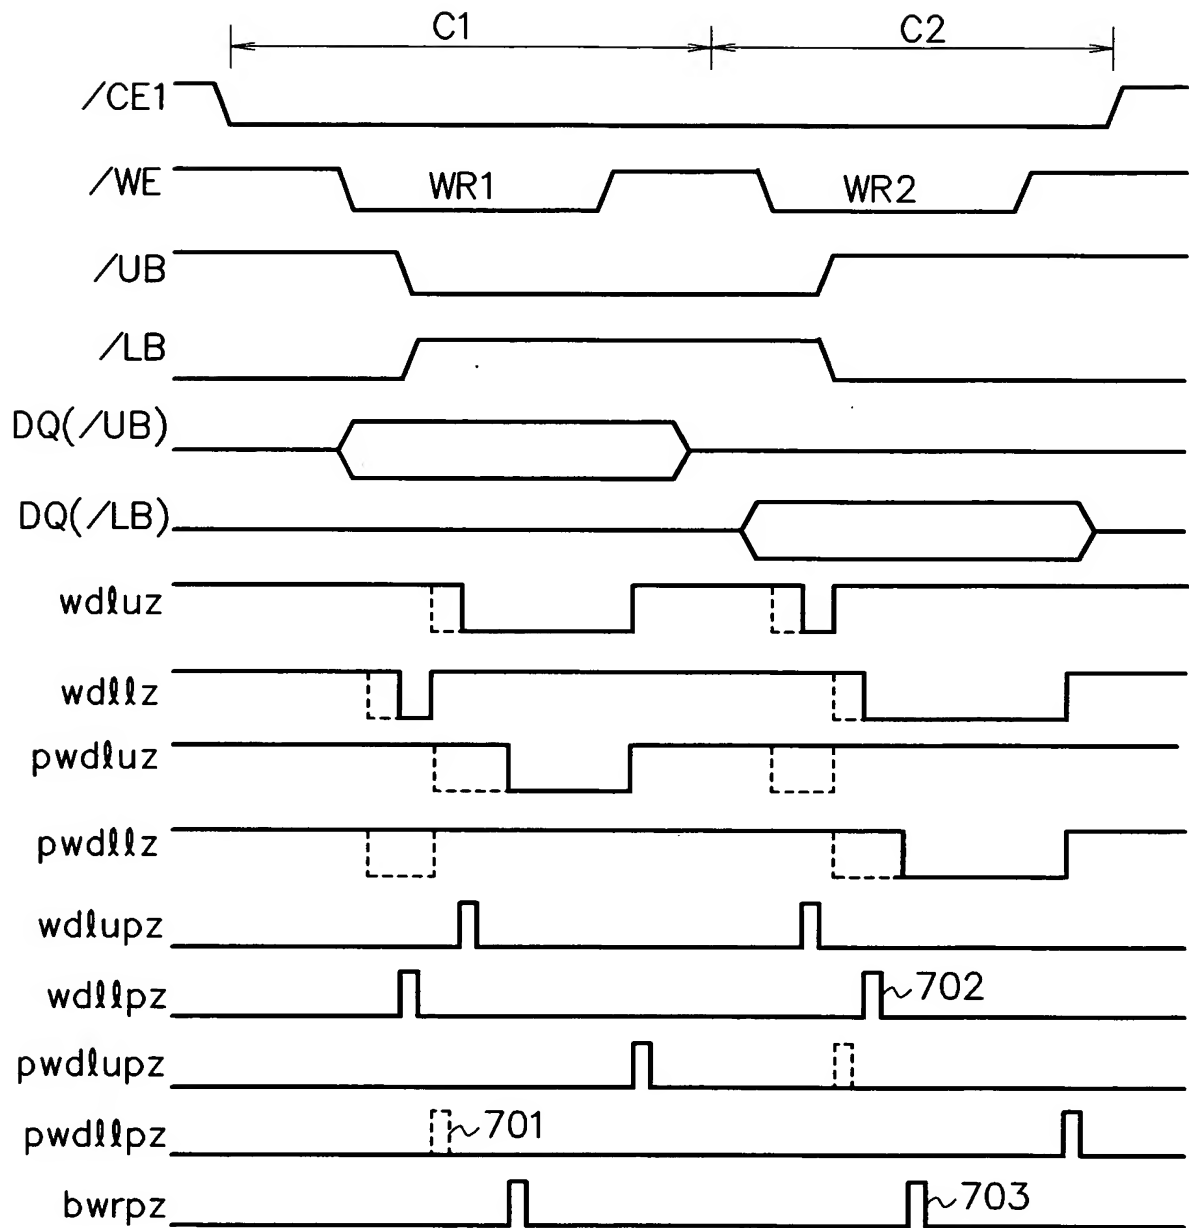 C1
C2
/CE1
/WE
WR1
WR2
/UB
/LB
DQ(/UB)
DQ(/LB)
wdluz
wdllz
pwdluz
pwdllz
wdlupz
wdllpz
702
pwdlupz
pwdllpz
701
bwrpz
703